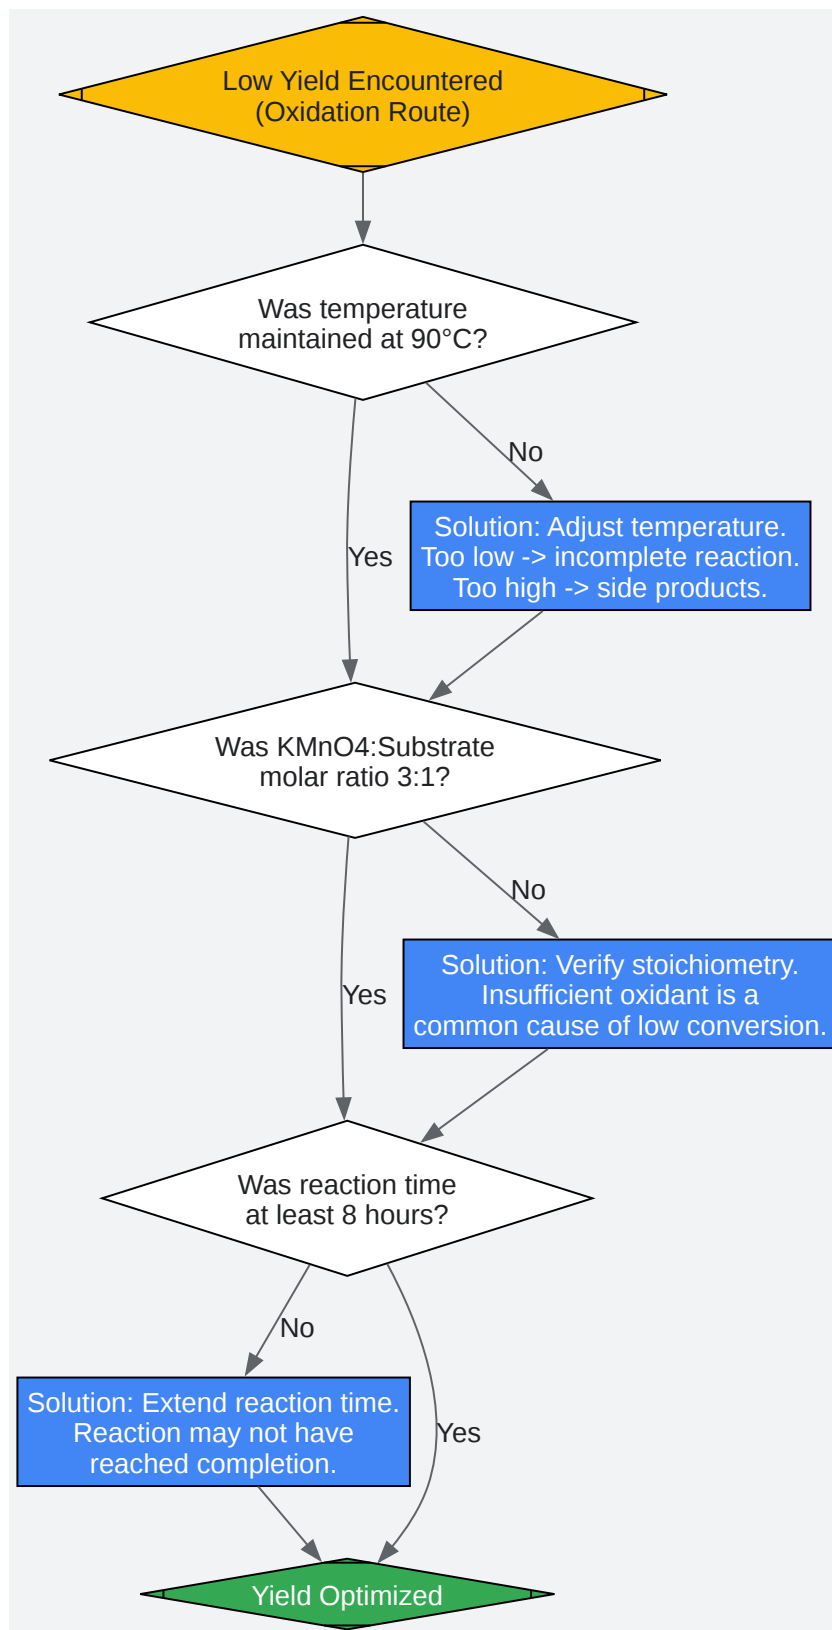 Low Yield Encountered
(Oxidation Route)
Was temperature
maintained at 90°C?
No
Solution: Adjust temperature.
Too low -> incomplete reaction.
Too high -> side products.
Yes
Was KMnO4:Substrate
molar ratio 3:1?
No
Solution: Verify stoichiometry.
Insufficient oxidant is a
common cause of low conversion.
Yes
Was reaction time
at least 8 hours?
No
Solution: Extend reaction time.
Reaction may not have
reached completion.
Yes
Yield Optimized